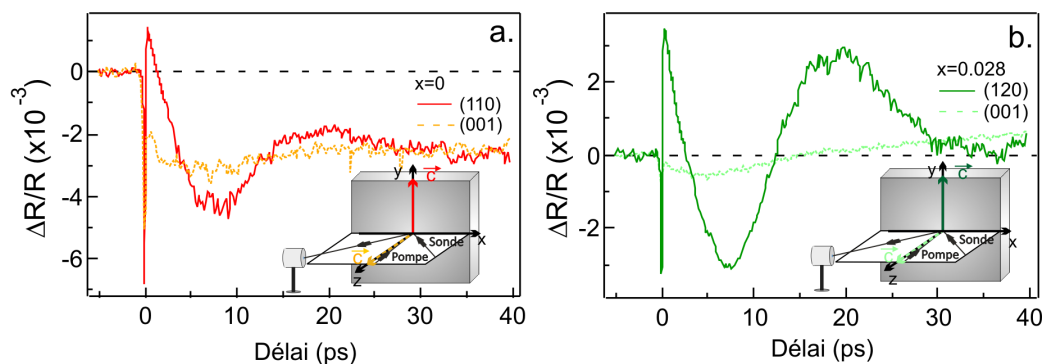 a.
ΔR/R (x10⁻³)
0
-2
-4
-6
x=0
(110)
(001)
y
c
x
Sonde
Pompe
c
z
0
10
20
30
40
Délai (ps)
b.
ΔR/R (x10⁻³)
2
0
-2
x=0.028
(120)
(001)
y
c
x
Sonde
Pompe
c
z
0
10
20
30
40
Délai (ps)